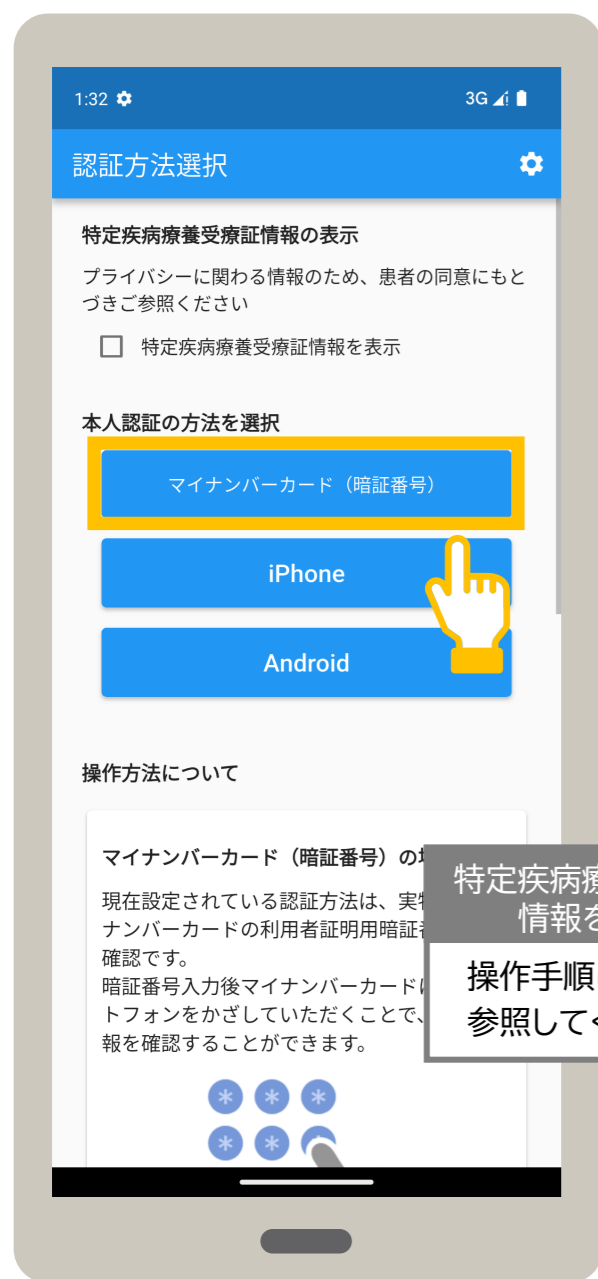 1:32
3G
認証方法選択
特定疾病療養受療証情報の表示
プライバシーに関わる情報のため、患者の同意にもと
づきご参照ください
特定疾病療養受療証情報を表示
本人認証の方法を選択
マイナンバーカード（暗証番号）
iPhone
Android
操作方法について
マイナンバーカード（暗証番号）の
現在設定されている認証方法は、実
ナンバーカードの利用者証明用暗証
確認です。
暗証番号入力後マイナンバーカードに
トフォンをかざしていただくことで、
報を確認することができます。
特定疾病療
情報を
操作手順
参照して